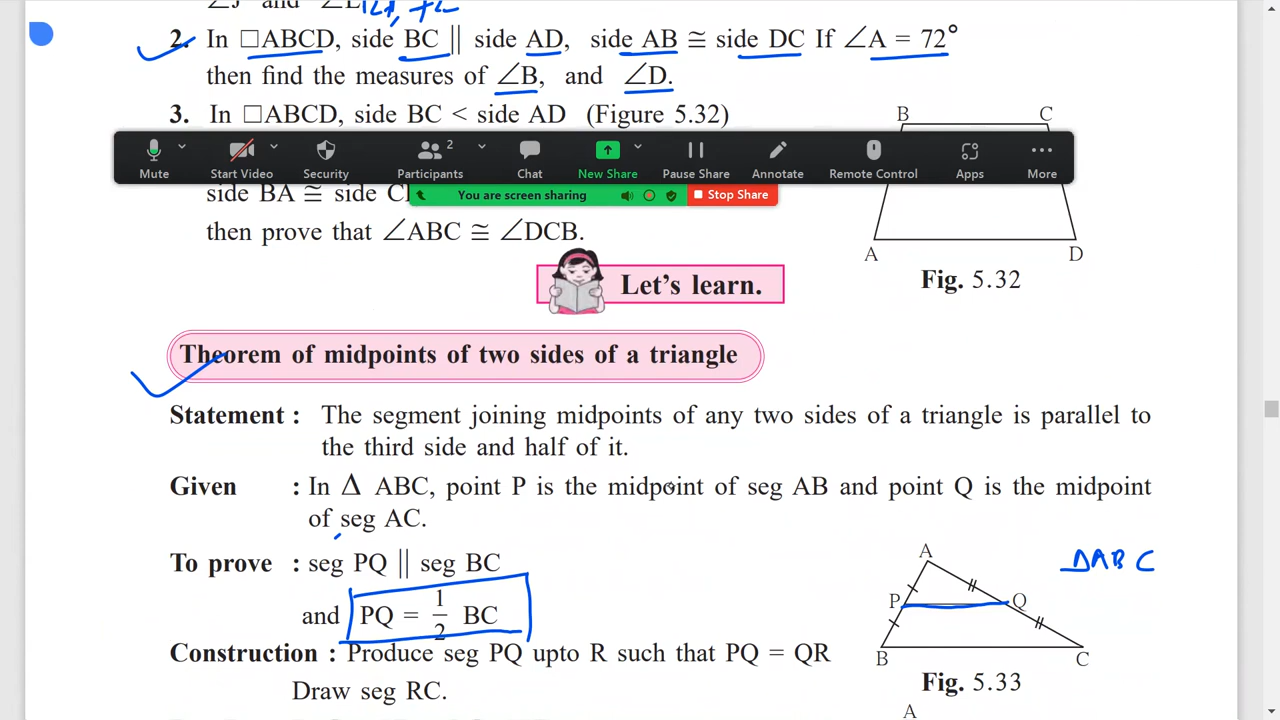 and
2. In □ABCD, side BC || side AD, side AB ≅ side DC If ∠A = 72°
then find the measures of ∠B, and ∠D.
3. In □ABCD, side BC < side AD (Figure 5.32)
B C
2
Mute Start Video Security Participants Chat New Share Pause Share Annotate Remote Control Apps More
side BA ≅ side
You are screen sharing Stop Share
then prove that ∠ABC ≅ ∠DCB.
A D
Fig. 5.32
Let's learn.
Theorem of midpoints of two sides of a triangle
Statement : The segment joining midpoints of any two sides of a triangle is parallel to
the third side and half of it.
Given : In Δ ABC, point P is the midpoint of seg AB and point Q is the midpoint
of seg AC.
To prove : seg PQ || seg BC
and PQ = 1/2 BC
A
ΔABC
P Q
B C
Fig. 5.33
Construction : Produce seg PQ upto R such that PQ = QR
Draw seg RC.
A